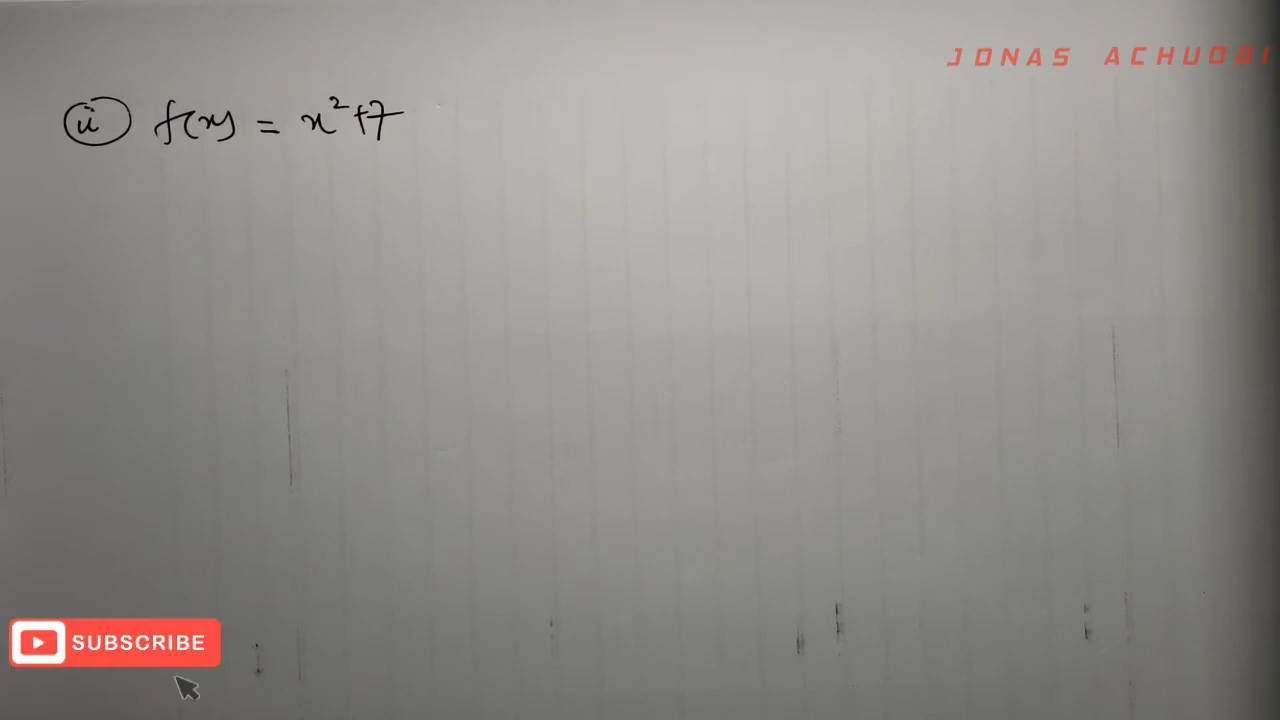 JONAS ACHUOBI
ii f(x) = x² +7
SUBSCRIBE